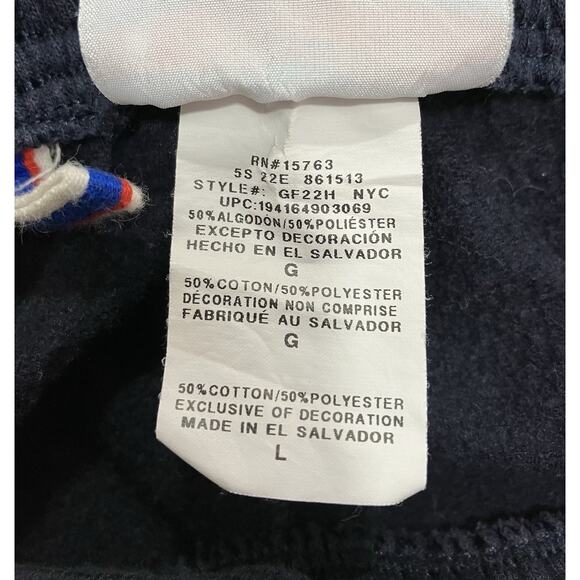 RN#15763
5S 22E 861513
STYLE#: GF22H NYC
UPC:194164903069
50%ALGODÓN/50%POLIÉSTER
EXCEPTO DECORACIÓN
HECHO EN EL SALVADOR
G
50%COTON/50%POLYESTER
DÉCORATION NON COMPRISE
FABRIQUÉ AU SALVADOR
G
50%COTTON/50%POLYESTER
EXCLUSIVE OF DECORATION
MADE IN EL SALVADOR
L